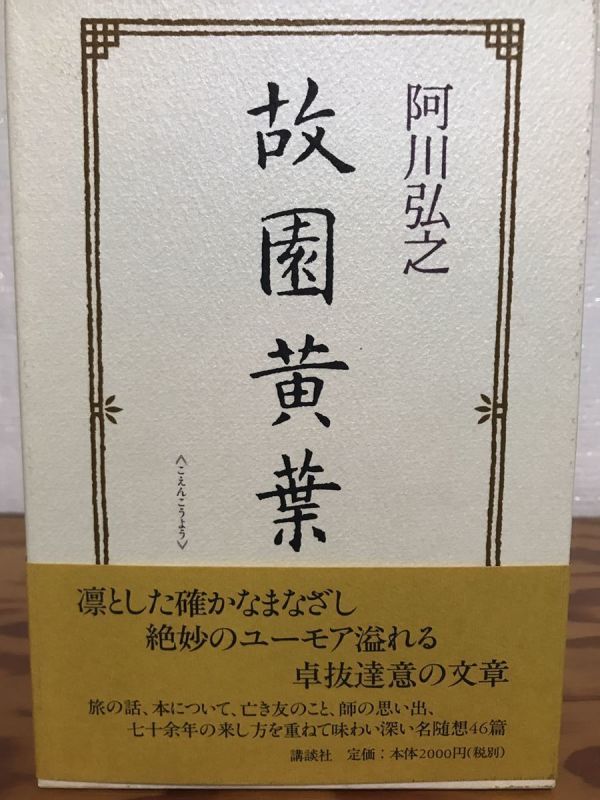 阿川弘之
故園黄葉
《こえんこうよう》
凛とした確かなまなざし
絶妙のユーモア溢れる
卓抜達意の文章
旅の話、本について、亡き友のこと、師の思い出、
七十余年の来し方を重ねて味わい深い名随想46篇
講談社 定価:本体2000円(税別)